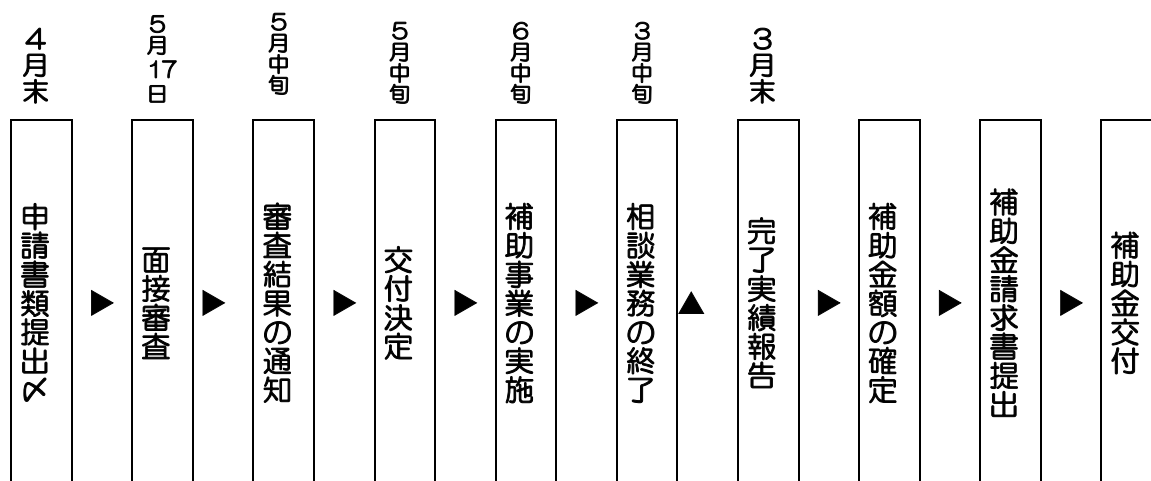 4月末
申請書類提出〆
5月17日
面接審査
5月中旬
審査結果の通知
5月中旬
交付決定
6月中旬
補助事業の実施
3月中旬
相談業務の終了
3月末
完了実績報告
補助金額の確定
補助金請求書提出
補助金交付